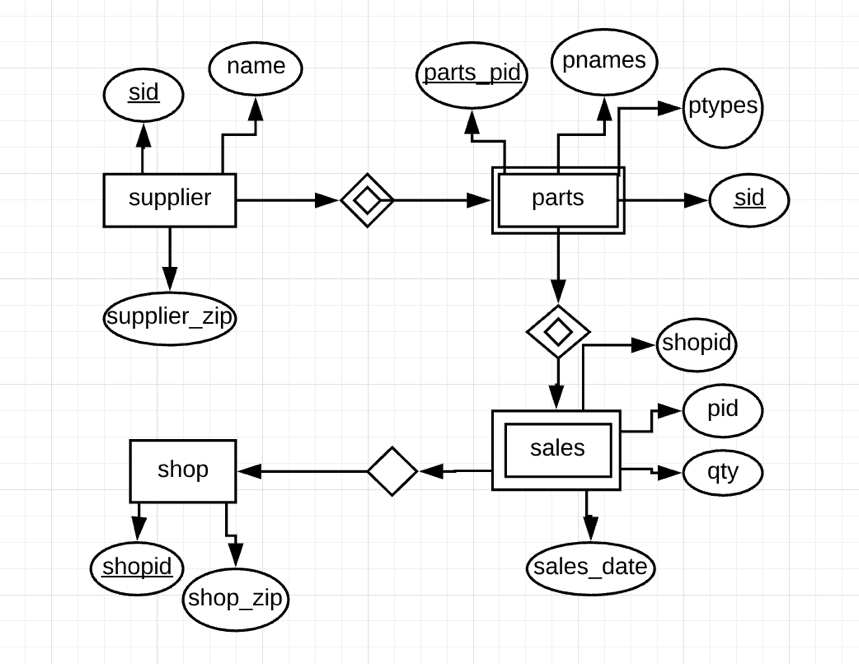 name
sid
parts_pid
pnames
ptypes
supplier
parts
sid
supplier_zip
shopid
pid
sales
shop
qty
shopid
sales_date
shop_zip